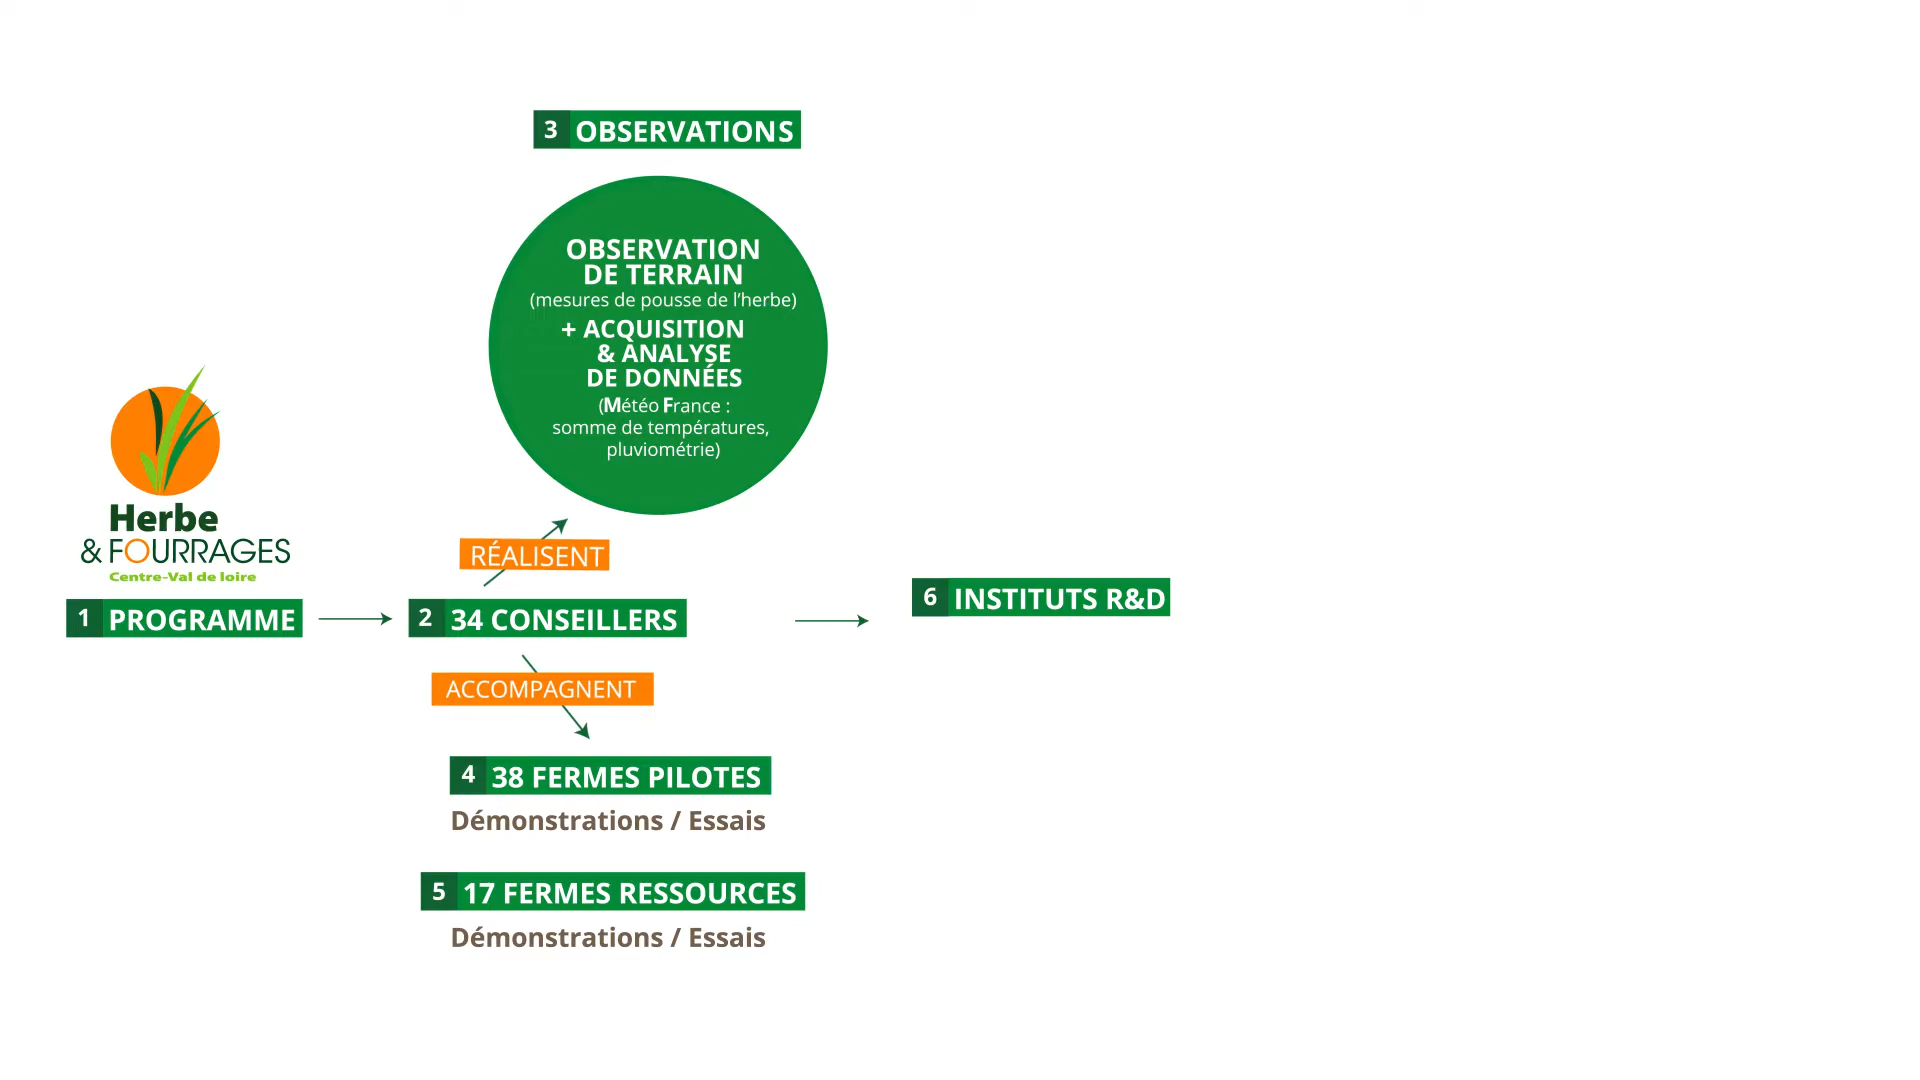 3 OBSERVATIONS
OBSERVATION
DE TERRAIN
(mesures de pousse de l’herbe)
+ ACQUISITION
& ANALYSE
DE DONNÉES
(Météo France :
somme de températures,
pluviométrie)
Herbe
& FOURRAGES
Centre-Val de loire
RÉALISENT
1 PROGRAMME
2 34 CONSEILLERS
6 INSTITUTS R&D
ACCOMPAGNENT
4 38 FERMES PILOTES
Démonstrations / Essais
5 17 FERMES RESSOURCES
Démonstrations / Essais